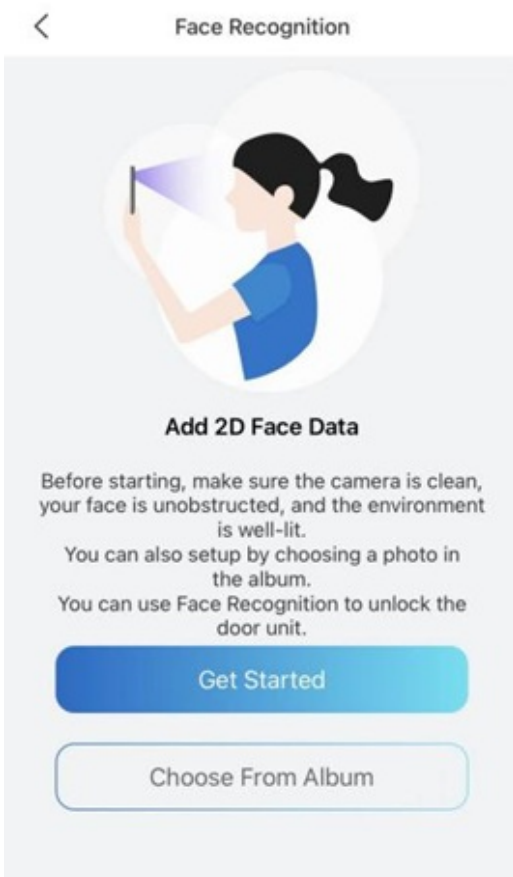 Face Recognition
Add 2D Face Data
Before starting, make sure the camera is clean,
your face is unobstructed, and the environment
is well-lit.
You can also setup by choosing a photo in
the album.
You can use Face Recognition to unlock the
door unit.
Get Started
Choose From Album